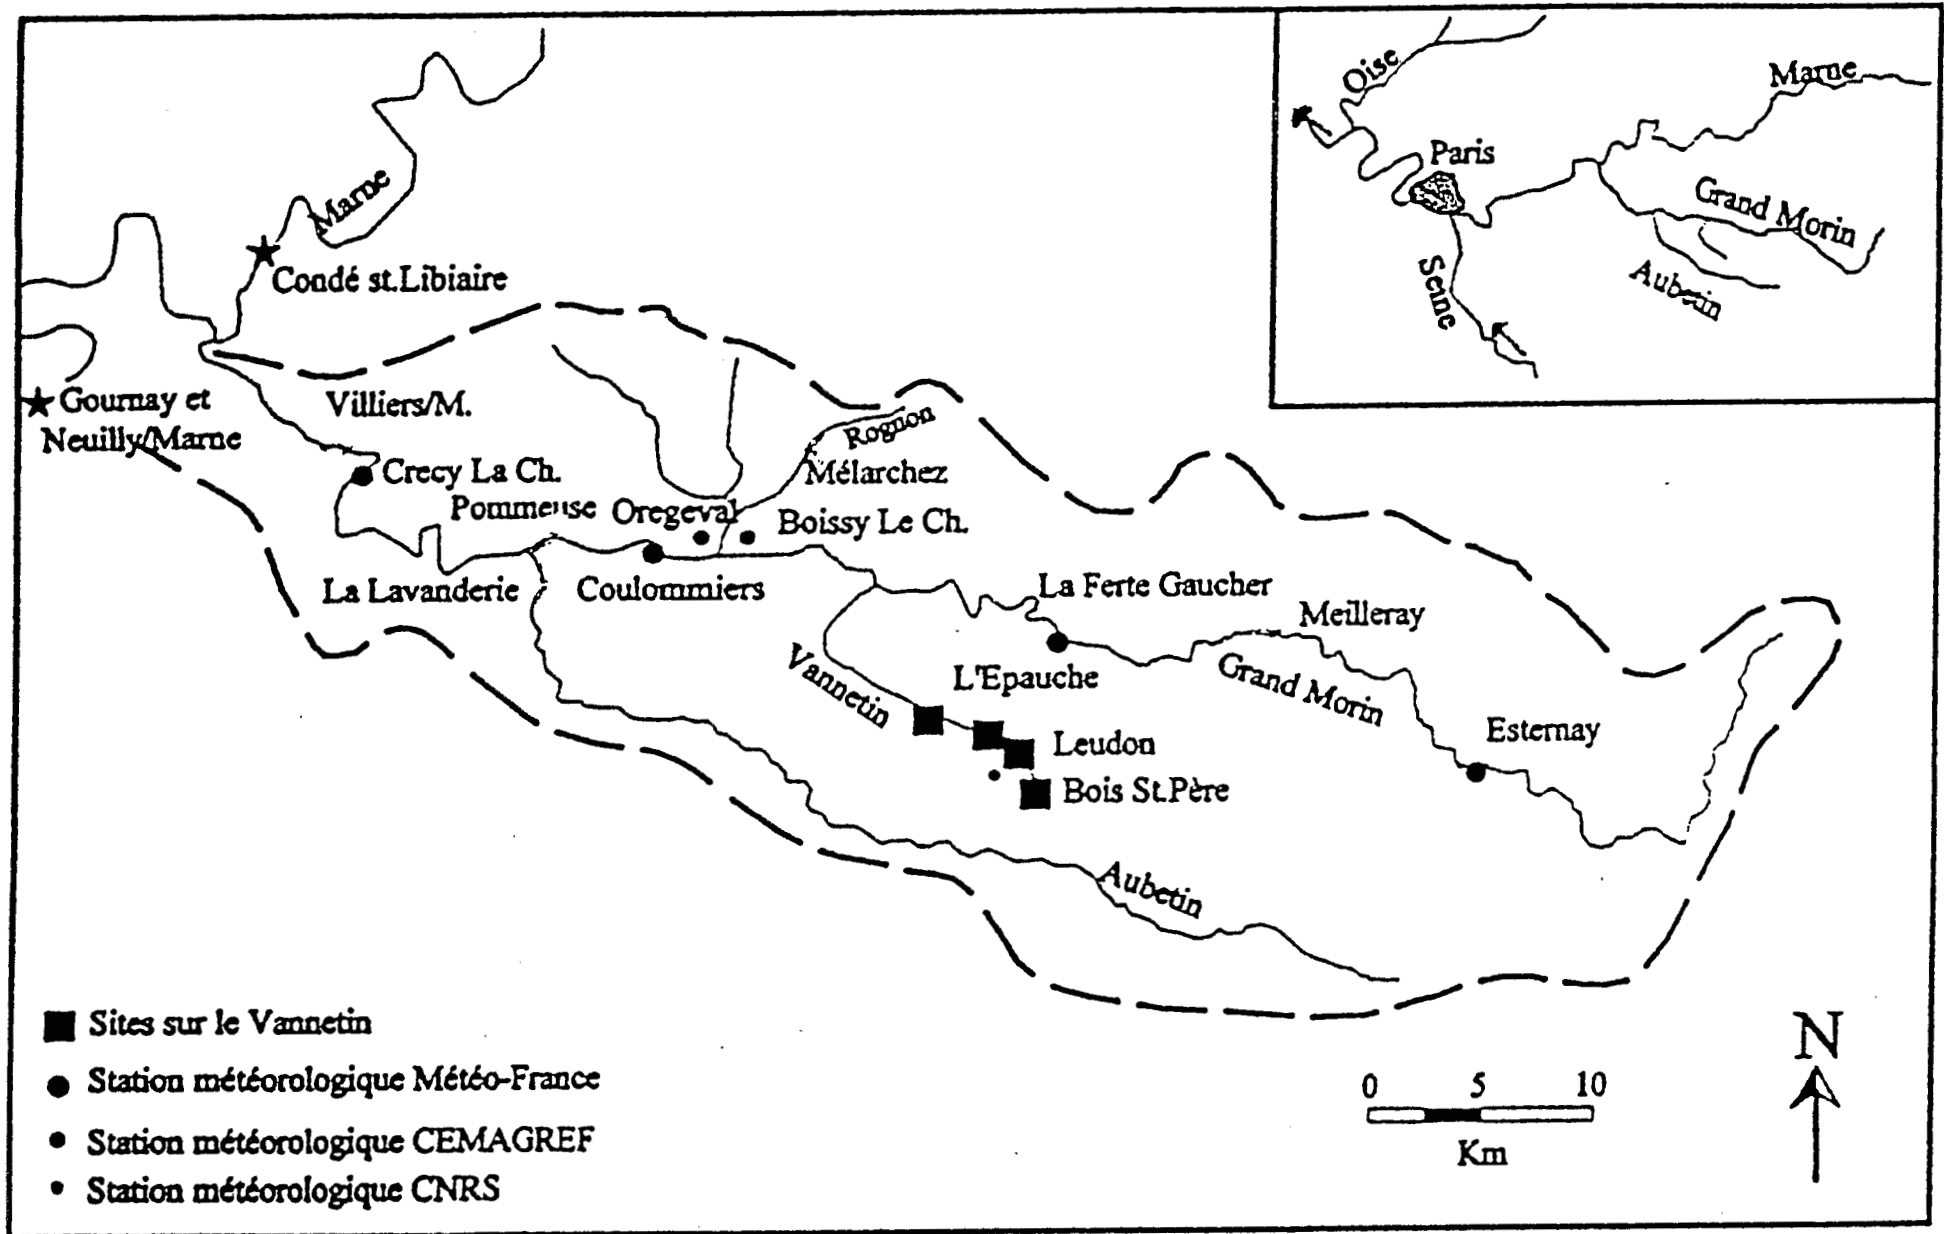 Oise
Marne
Paris
Grand Morin
Seine
Aubetin
Marne
Condé st.Libiaire
Gournay et
Neuilly/Marne
Villiers/M.
Rognon
Crecy La Ch.
Mélarchez
Pommeuse
Oregeval
Boissy Le Ch.
La Lavanderie
Coulommiers
La Ferte Gaucher
Meilleray
Vannetin
L'Epauche
Grand Morin
Esternay
Leudon
Bois St.Père
Aubetin
Sites sur le Vannetin
Station météorologique Météo-France
Station météorologique CEMAGREF
Station météorologique CNRS
0 5 10
Km
N